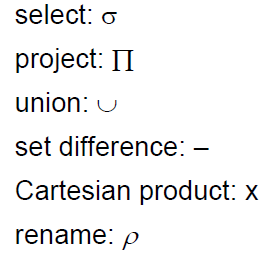 select: σ
project: ∏
union: ∪
set difference: –
Cartesian product: x
rename: ρ